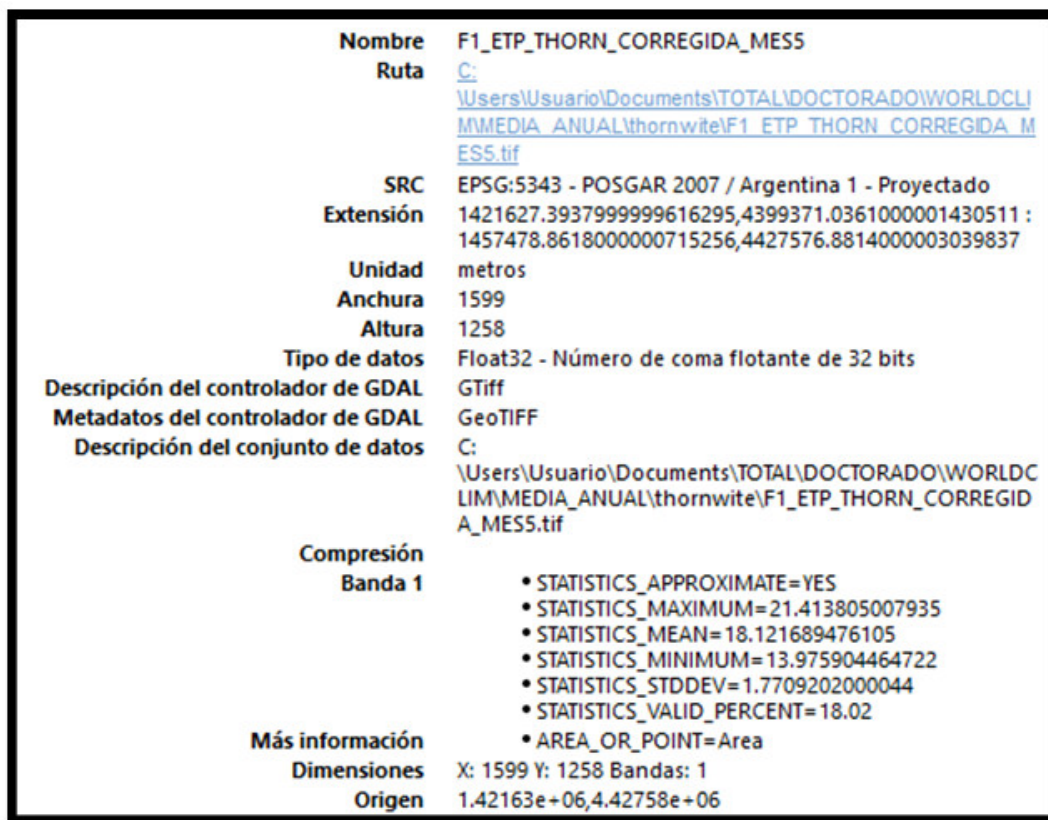 Nombre F1_ETP_THORN_CORREGIDA_MES5
Ruta C:
\Users\Usuario\Documents\TOTAL\DOCTORADO\WORLDCLI
M\MEDIA_ANUAL\thornwite\F1_ETP_THORN_CORREGIDA_M
ES5.tif
SRC EPSG:5343 - POSGAR 2007 / Argentina 1 - Proyectado
Extensión 1421627.3937999999616295,4399371.0361000001430511 :
1457478.8618000000715256,4427576.8814000003039837
Unidad metros
Anchura 1599
Altura 1258
Tipo de datos Float32 - Número de coma flotante de 32 bits
Descripción del controlador de GDAL GTiff
Metadatos del controlador de GDAL GeoTIFF
Descripción del conjunto de datos C:
\Users\Usuario\Documents\TOTAL\DOCTORADO\WORLDC
LIM\MEDIA_ANUAL\thornwite\F1_ETP_THORN_CORREGID
A_MES5.tif
Compresión
Banda 1 • STATISTICS_APPROXIMATE=YES
• STATISTICS_MAXIMUM=21.413805007935
• STATISTICS_MEAN=18.121689476105
• STATISTICS_MINIMUM=13.975904464722
• STATISTICS_STDDEV=1.7709202000044
• STATISTICS_VALID_PERCENT=18.02
Más información • AREA_OR_POINT=Area
Dimensiones X: 1599 Y: 1258 Bandas: 1
Origen 1.42163e+06,4.42758e+06